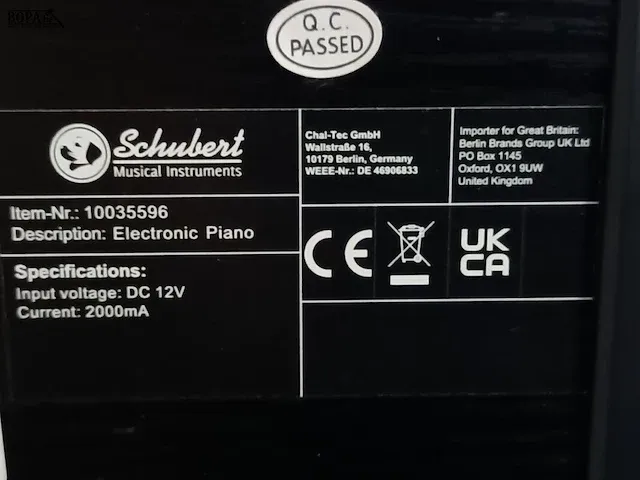 Q.C.
PASSED
Schubert
Musical Instruments
Chal-Tec GmbH
Wallstraße 16,
10179 Berlin, Germany
WEEE-Nr.: DE 46906833
Importer for Great Britain:
Berlin Brands Group UK Ltd
PO Box 1145
Oxford, OX1 9UW
United Kingdom
Item-Nr.: 10035596
Description: Electronic Piano
CE
UK
CA
Specifications:
Input voltage: DC 12V
Current: 2000mA